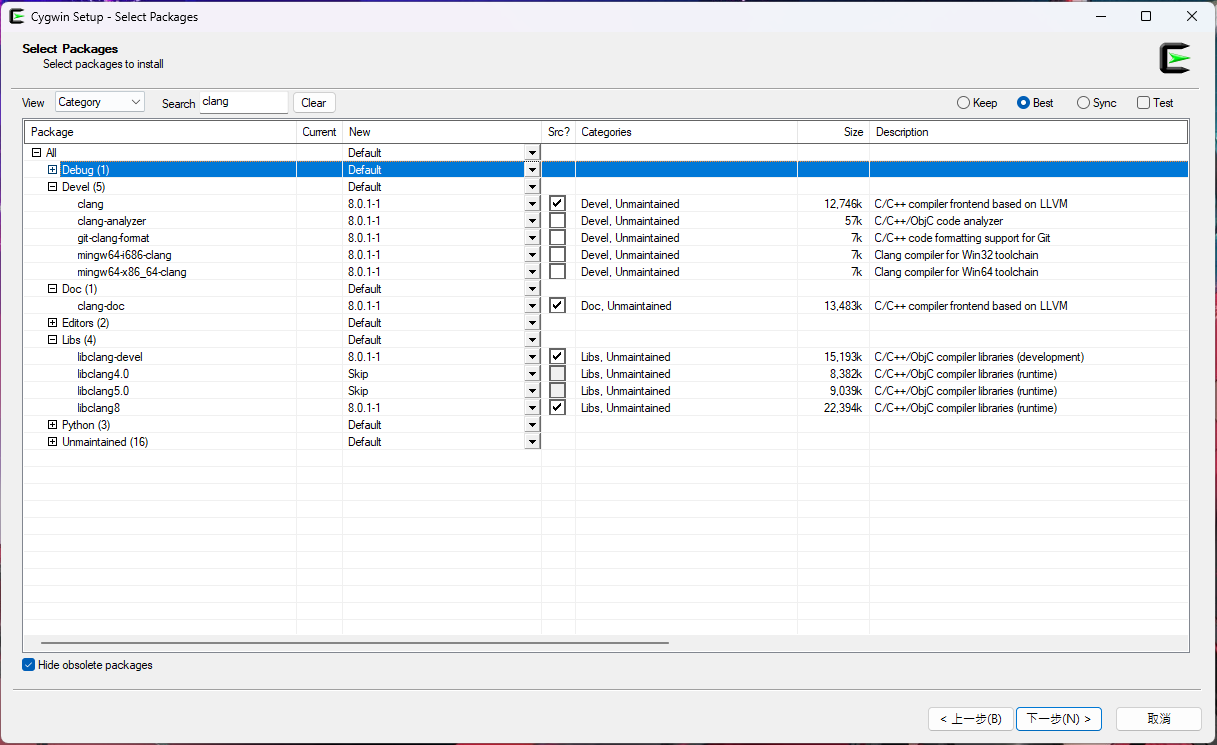 Cygwin Setup - Select Packages
Select Packages
Select packages to install
View Category Search clang Clear Keep Best Sync Test
Package Current New Src? Categories Size Description
All Default
Debug (1) Default
Devel (5) Default
clang 8.0.1-1 Devel, Unmaintained 12,746k C/C++ compiler frontend based on LLVM
clang-analyzer 8.0.1-1 Devel, Unmaintained 57k C/C++/ObjC code analyzer
git-clang-format 8.0.1-1 Devel, Unmaintained 7k C/C++ code formatting support for Git
mingw64-i686-clang 8.0.1-1 Devel, Unmaintained 7k Clang compiler for Win32 toolchain
mingw64-x86_64-clang 8.0.1-1 Devel, Unmaintained 7k Clang compiler for Win64 toolchain
Doc (1) Default
clang-doc 8.0.1-1 Doc, Unmaintained 13,483k C/C++ compiler frontend based on LLVM
Editors (2) Default
Libs (4) Default
libclang-devel 8.0.1-1 Libs, Unmaintained 15,193k C/C++/ObjC compiler libraries (development)
libclang4.0 Skip Libs, Unmaintained 8,382k C/C++/ObjC compiler libraries (runtime)
libclang5.0 Skip Libs, Unmaintained 9,039k C/C++/ObjC compiler libraries (runtime)
libclang8 8.0.1-1 Libs, Unmaintained 22,394k C/C++/ObjC compiler libraries (runtime)
Python (3) Default
Unmaintained (16) Default
Hide obsolete packages
< 上一步(B) 下一步(N) > 取消